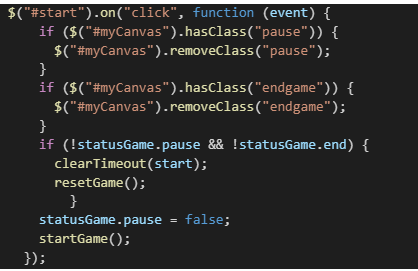 $("#start").on("click", function (event) {
    if ($("#myCanvas").hasClass("pause")) {
      $("#myCanvas").removeClass("pause");
    }
    if ($("#myCanvas").hasClass("endgame")) {
      $("#myCanvas").removeClass("endgame");
    }
    if (!statusGame.pause && !statusGame.end) {
      clearTimeout(start);
      resetGame();
        }
    statusGame.pause = false;
    startGame();
  });